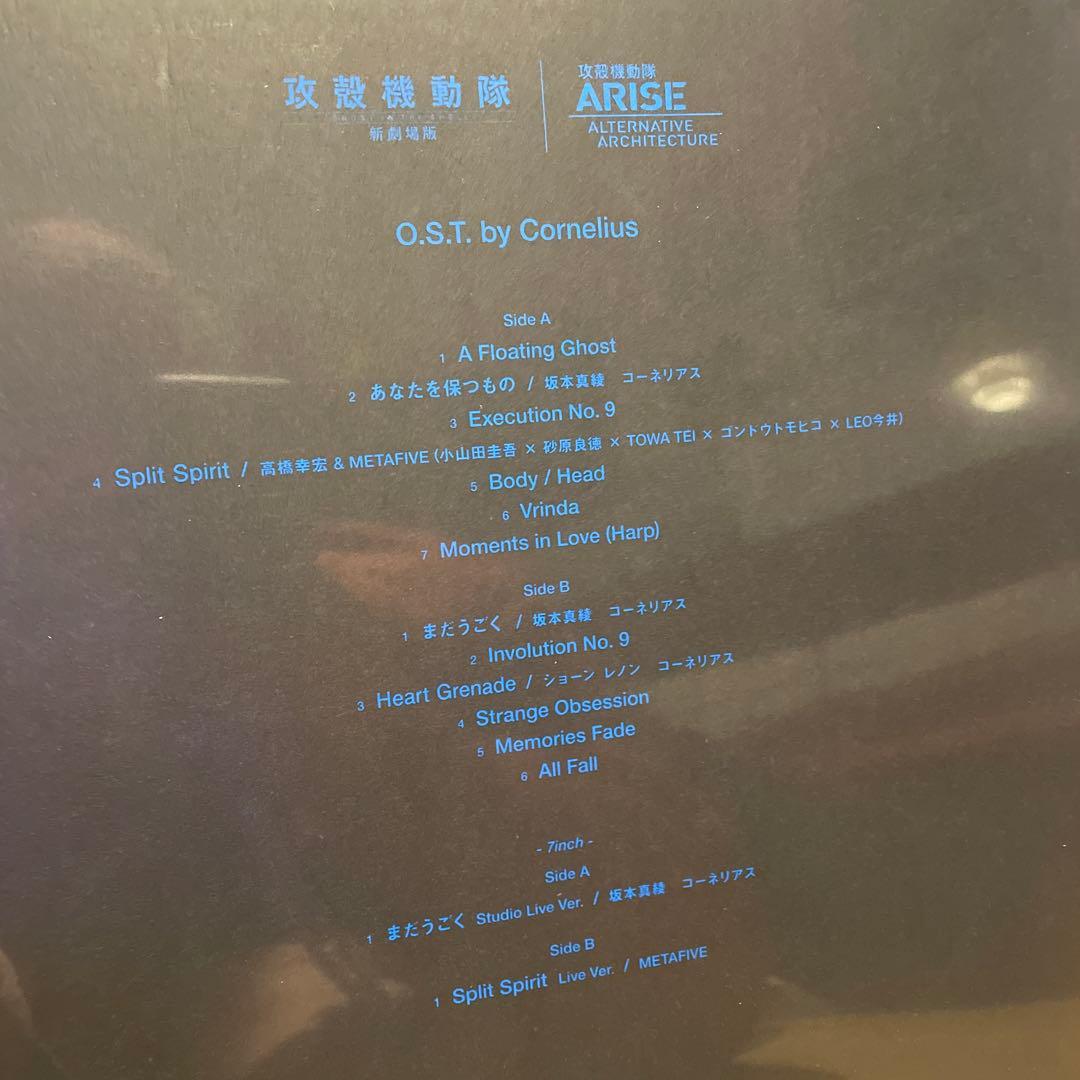 攻殻機動隊
GHOST IN THE SHELL
新劇場版
攻殻機動隊
ARISE
ALTERNATIVE
ARCHITECTURE
O.S.T. by Cornelius
Side A
1 A Floating Ghost
2 あなたを保つもの / 坂本真綾 コーネリアス
3 Execution No. 9
4 Split Spirit / 高橋幸宏 & METAFIVE (小山田圭吾 × 砂原良徳 × TOWA TEI × ゴンドウトモヒコ × LEO今井)
5 Body / Head
6 Vrinda
7 Moments in Love (Harp)
Side B
1 まだうごく / 坂本真綾 コーネリアス
2 Involution No. 9
3 Heart Grenade / ショーン レノン コーネリアス
4 Strange Obsession
5 Memories Fade
6 All Fall
- 7inch -
Side A
1 まだうごく Studio Live Ver. / 坂本真綾 コーネリアス
Side B
1 Split Spirit Live Ver. / METAFIVE